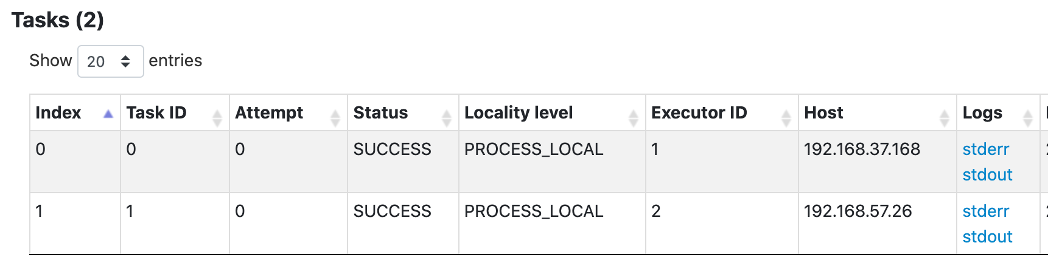 Tasks (2)
Show 20 entries
Index Task ID Attempt Status Locality level Executor ID Host Logs
0 0 0 SUCCESS PROCESS_LOCAL 1 192.168.37.168 stderr
stdout
1 1 0 SUCCESS PROCESS_LOCAL 2 192.168.57.26 stderr
stdout